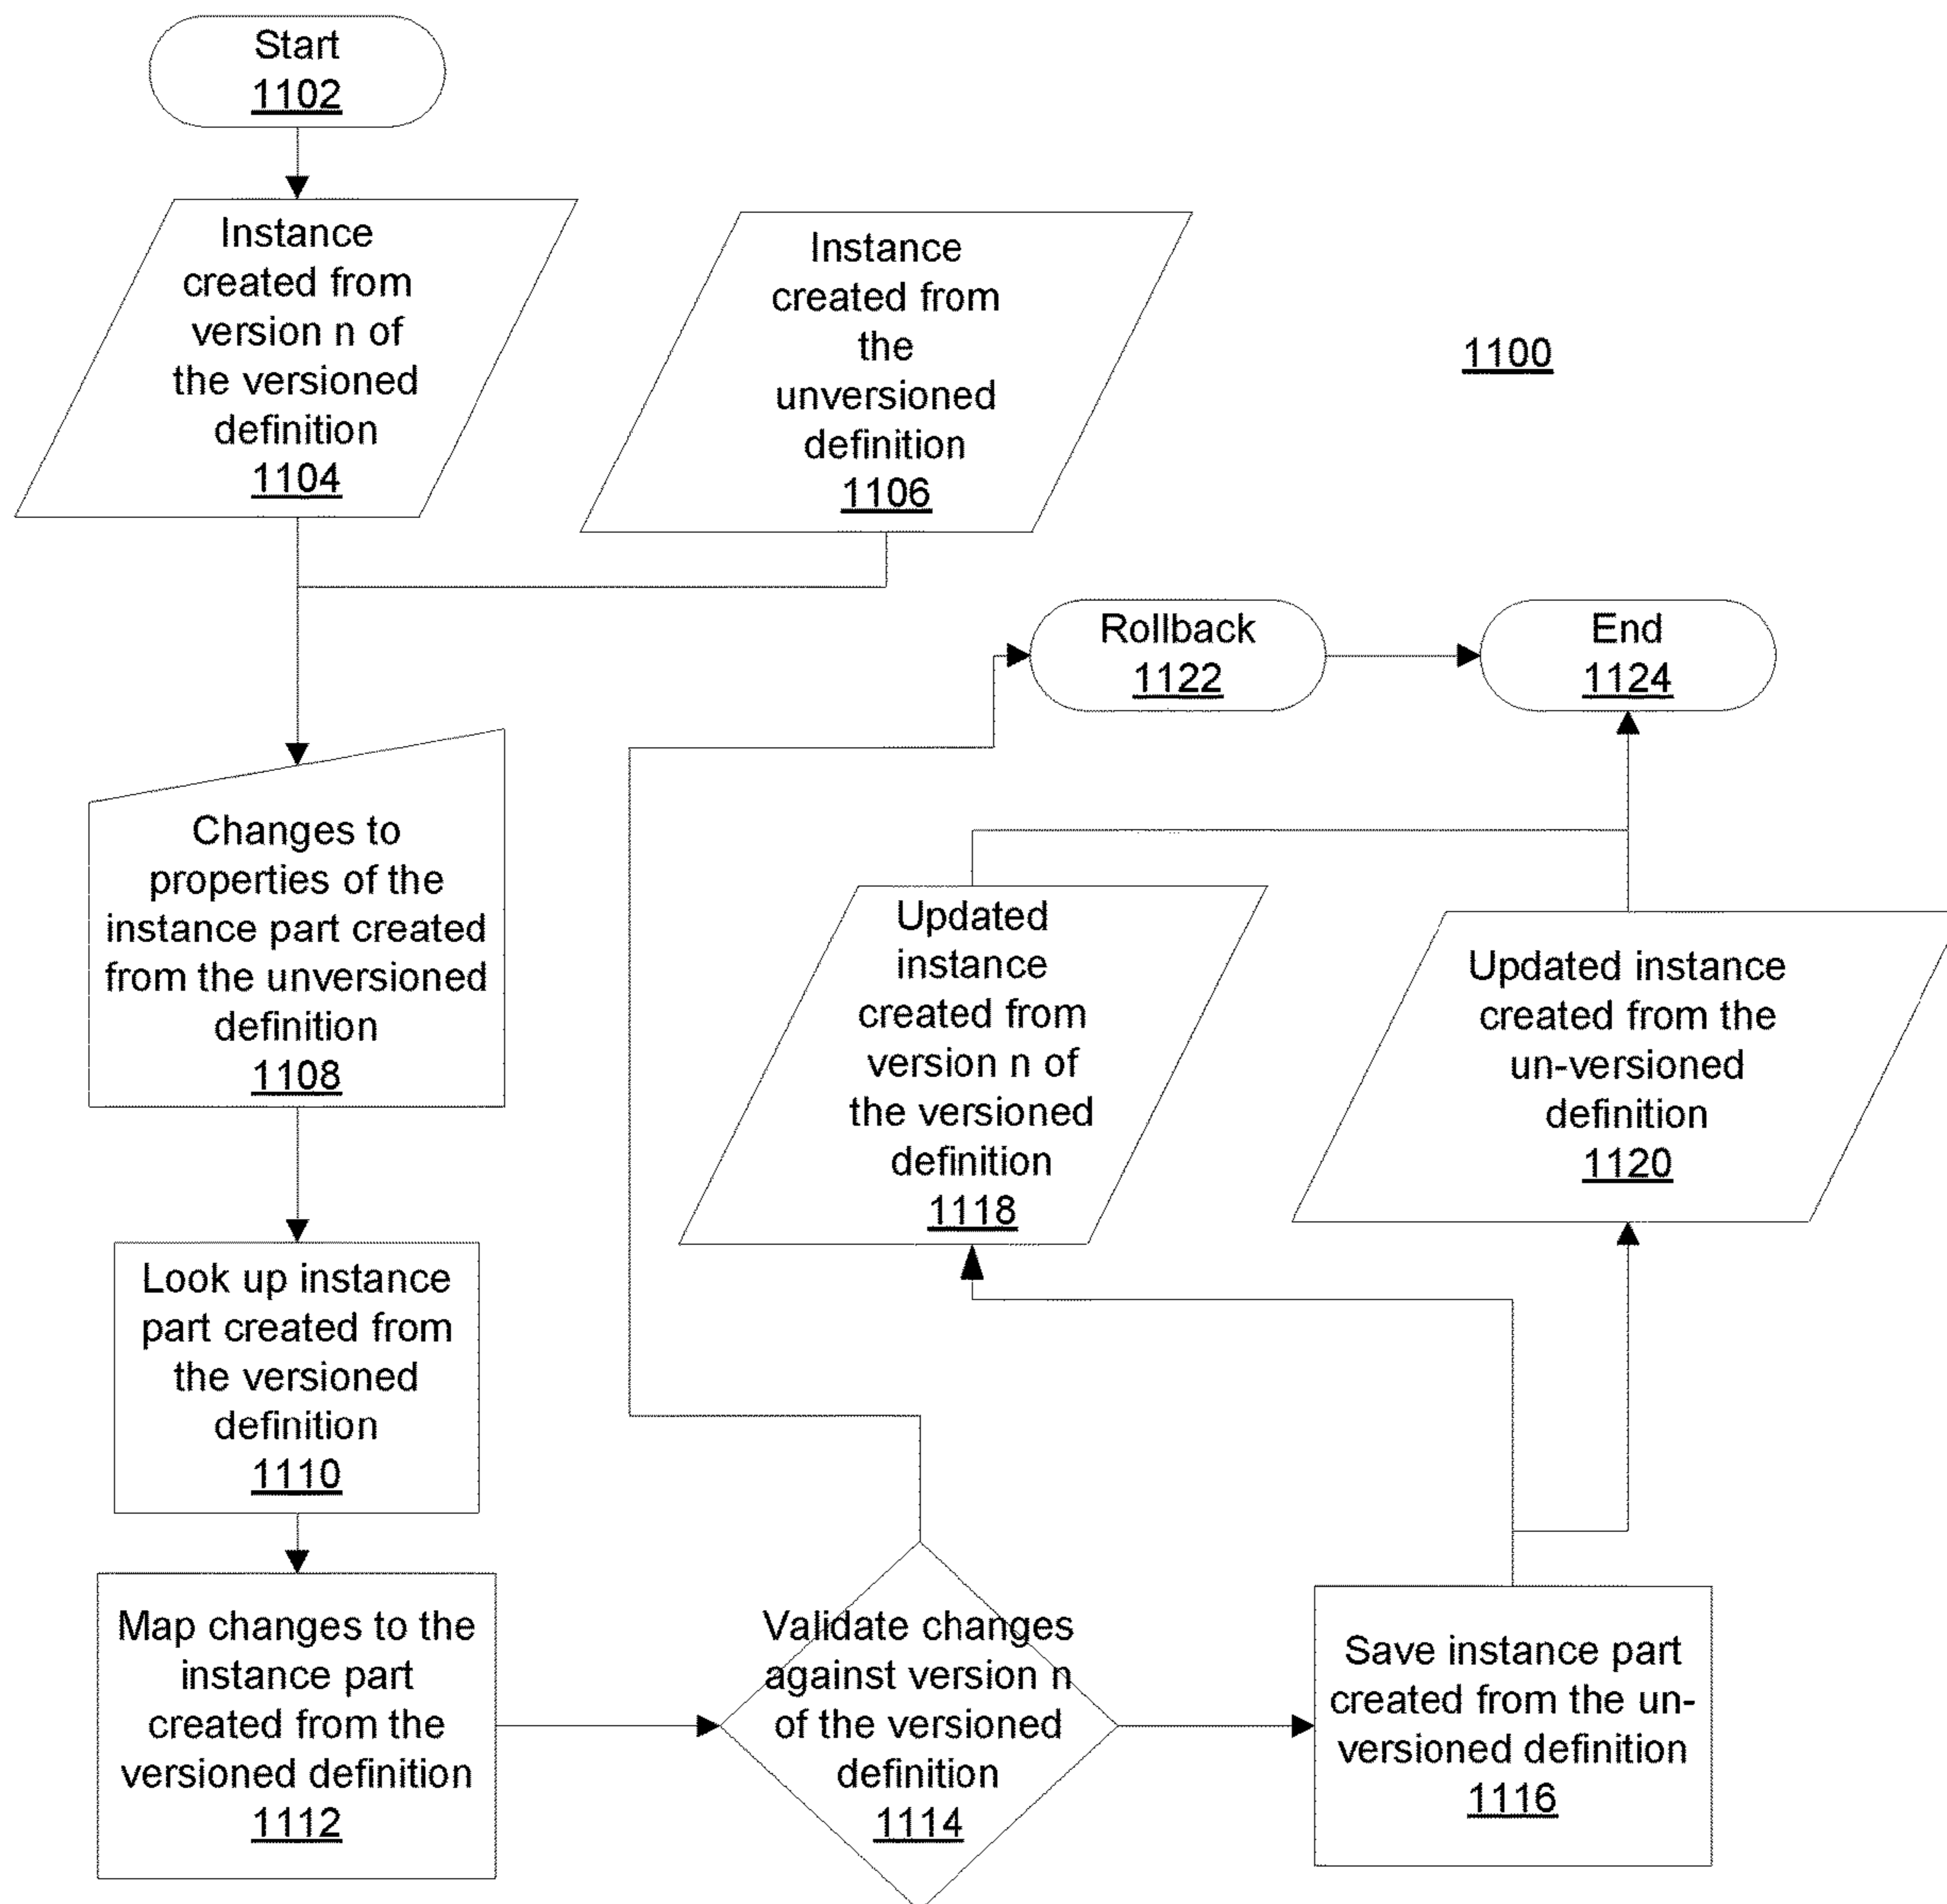 Start
1102
Instance
created from
version n of
the versioned
definition
1104
Instance
created from
the
unversioned
definition
1106
1100
Rollback
1122
End
1124
Changes to
properties of the
instance part created
from the unversioned
definition
1108
Updated
instance
created from
version n of
the versioned
definition
1118
Updated instance
created from the
un-versioned
definition
1120
Look up instance
part created from
the versioned
definition
1110
Map changes to the
instance part
created from the
versioned definition
1112
Validate changes
against version n
of the versioned
definition
1114
Save instance part
created from the un-
versioned definition
1116